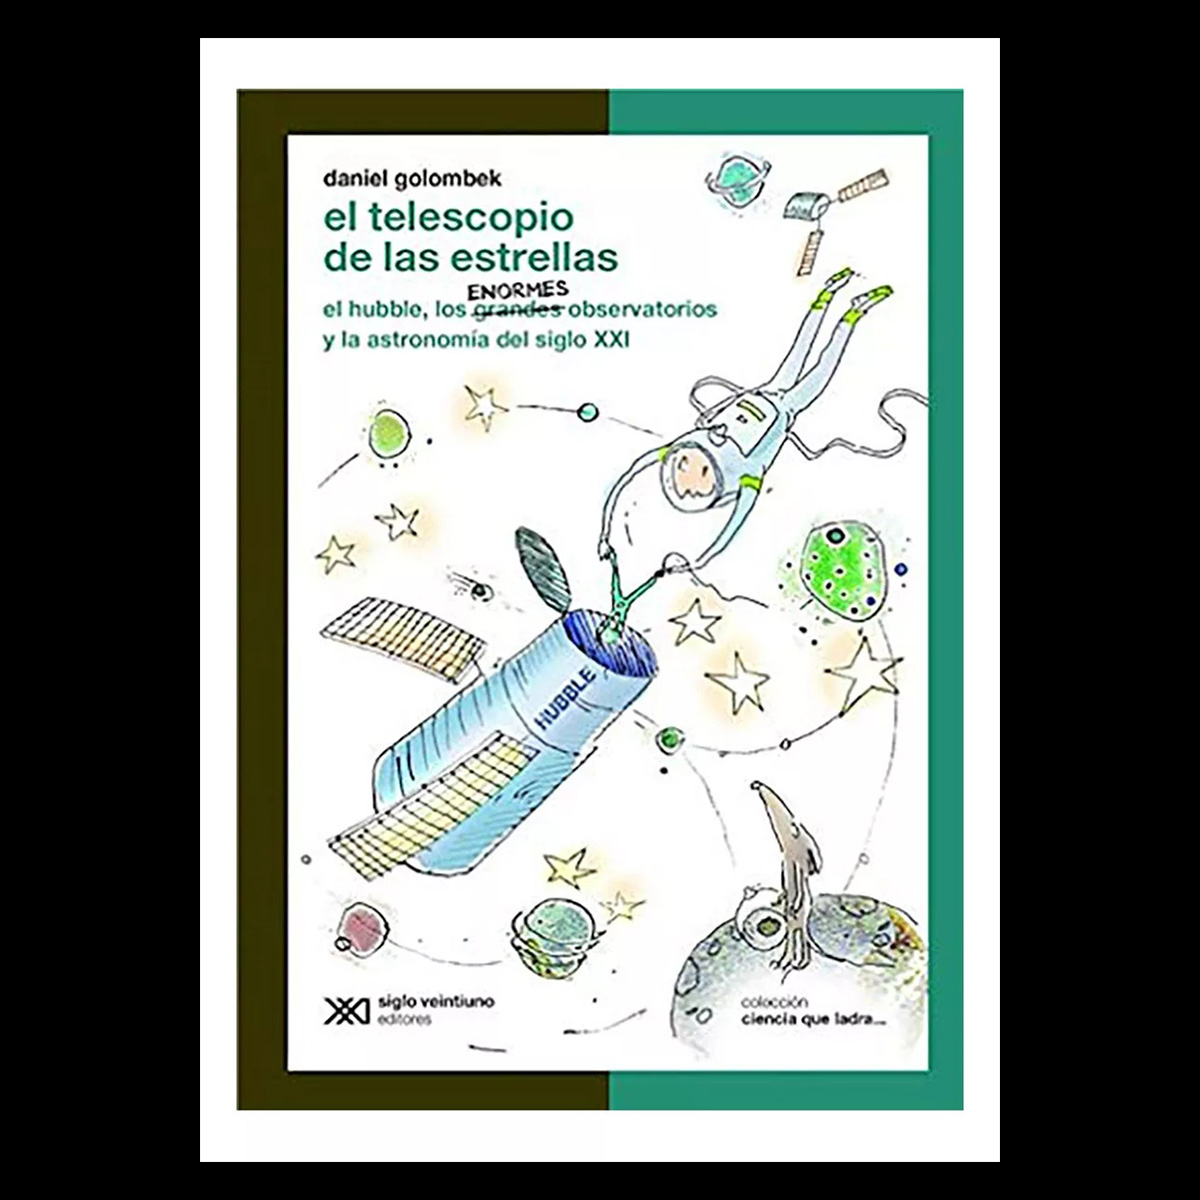 daniel golombek
el telescopio
de las estrellas
ENORMES
el hubble, los grandes observatorios
y la astronomía del siglo XXI
HUBBLE
siglo veintiuno
editores
colección
ciencia que ladra...